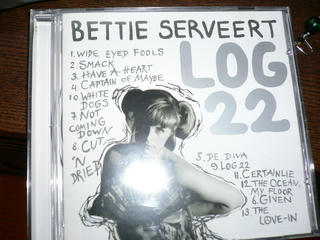 BETTIE SERVEERT
LOG
22
1. WIDE EYED FOOLS
2. SMACK
3. HAVE A HEART
4. CAPTAIN OF MAYBE
10. WHITE
DOGS
7. NOT
COMING
DOWN
8. CUT
'N
DRIED
5. DE DIVA
9. LOG 22
11. CERTAINLIE
12. THE OCEAN,
MY FLOOR
6. GIVEN
13. THE
LOVE-IN